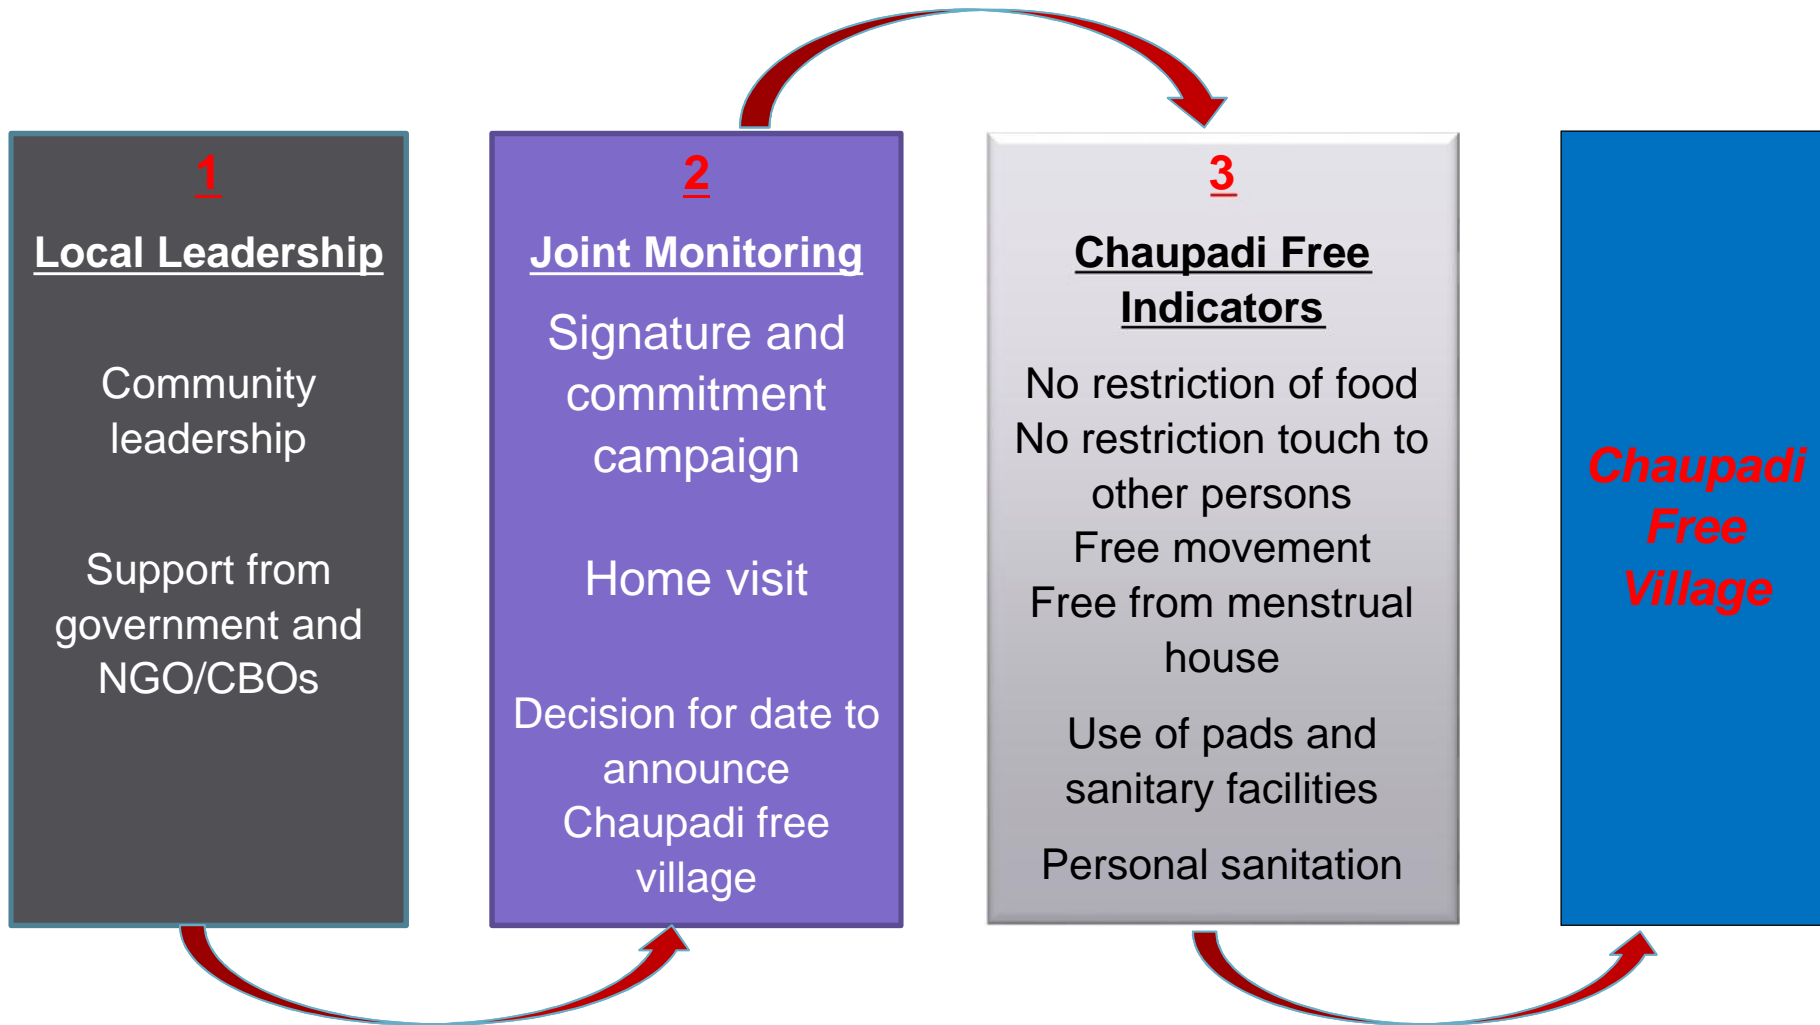 1
Local Leadership
Community
leadership
Support from
government and
NGO/CBOs
2
Joint Monitoring
Signature and
commitment
campaign
Home visit
Decision for date to
announce
Chaupadi free
village
3
Chaupadi Free
Indicators
No restriction of food
No restriction touch to
other persons
Free movement
Free from menstrual
house
Use of pads and
sanitary facilities
Personal sanitation
Chaupadi
Free
Village